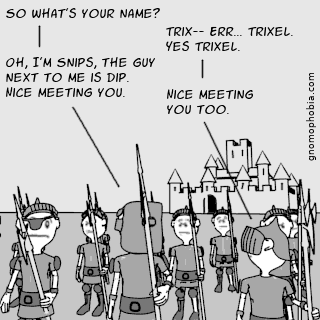 SO WHAT'S YOUR NAME?
TRIX-- ERR... TRIXEL.
YES TRIXEL.
OH, I'M SNIPS, THE GUY
NEXT TO ME IS DIP.
NICE MEETING YOU.
NICE MEETING
YOU TOO.
gnomophobia.com